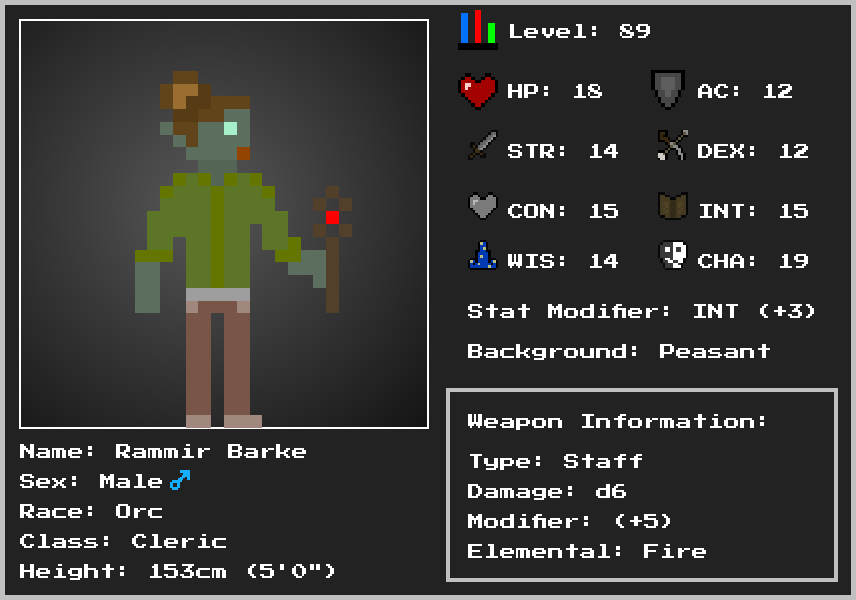 Level: 89
HP: 18 AC: 12
STR: 14 DEX: 12
CON: 15 INT: 15
WIS: 14 CHA: 19
Stat Modifier: INT (+3)
Background: Peasant
Weapon Information:
Type: Staff
Damage: d6
Modifier: (+5)
Elemental: Fire
Name: Rammir Barke
Sex: Male♂
Race: Orc
Class: Cleric
Height: 153cm (5'0")